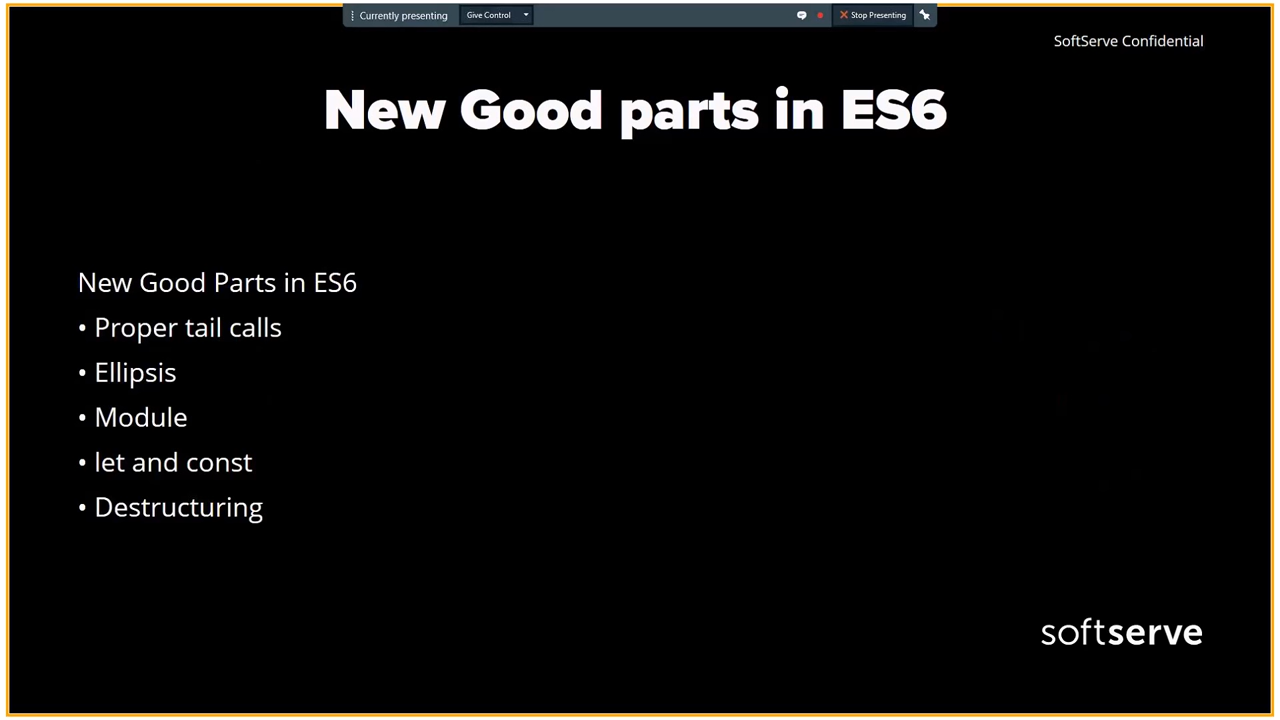 Currently presenting
Give Control
Stop Presenting
SoftServe Confidential
New Good parts in ES6
New Good Parts in ES6
• Proper tail calls
• Ellipsis
• Module
• let and const
• Destructuring
softserve